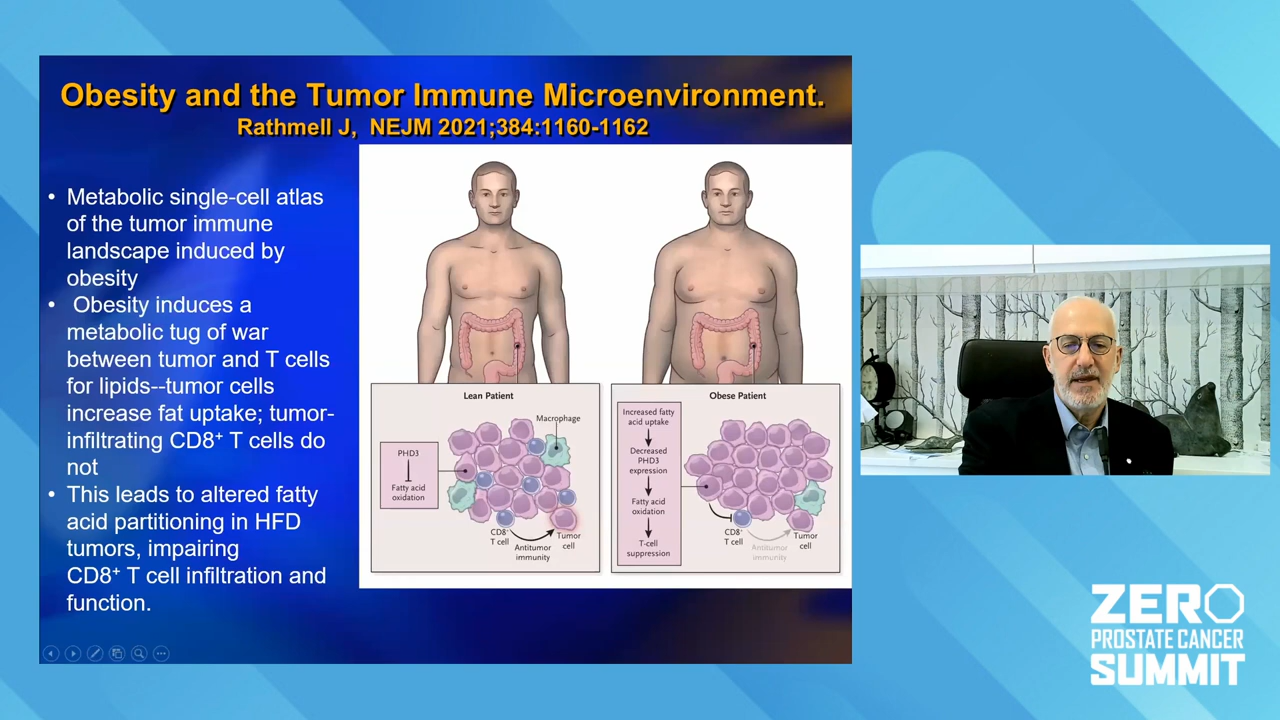 Obesity and the Tumor Immune Microenvironment.
Rathmell J, NEJM 2021;384:1160-1162
• Metabolic single-cell atlas
of the tumor immune
landscape induced by
obesity
• Obesity induces a
metabolic tug of war
between tumor and T cells
for lipids--tumor cells
increase fat uptake; tumor-
infiltrating CD8⁺ T cells do
not
• This leads to altered fatty
acid partitioning in HFD
tumors, impairing
CD8⁺ T cell infiltration and
function.
Lean Patient
Macrophage
PHD3
Fatty acid
oxidation
CD8⁺
T cell
Antitumor
immunity
Tumor
cell
Obese Patient
Increased fatty
acid uptake
Decreased
PHD3
expression
Fatty acid
oxidation
T-cell
suppression
CD8⁺
T cell
Antitumor
immunity
Tumor
cell
ZERO
PROSTATE CANCER
SUMMIT